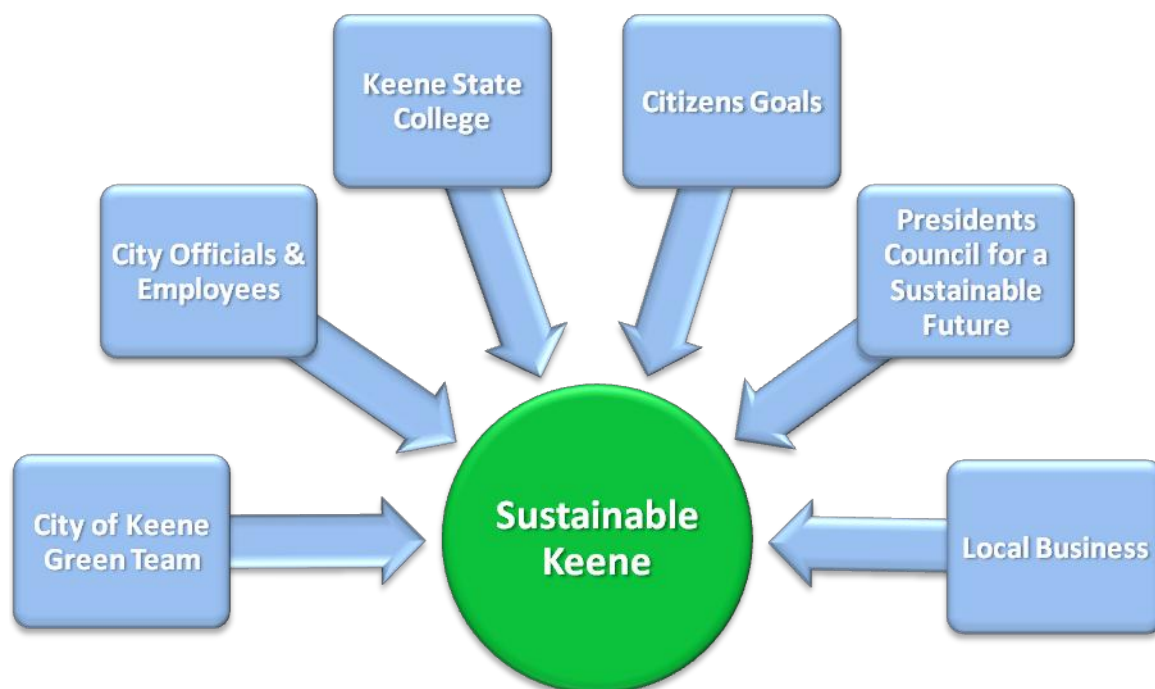 Keene State
College
Citizens Goals
City Officials &
Employees
Presidents
Council for a
Sustainable
Future
City of Keene
Green Team
Sustainable
Keene
Local Business